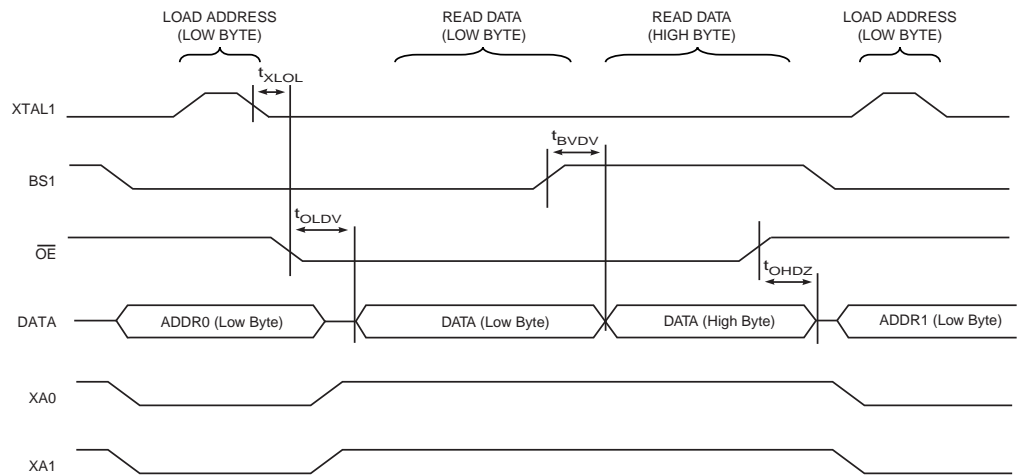 LOAD ADDRESS
(LOW BYTE)
READ DATA
(LOW BYTE)
READ DATA
(HIGH BYTE)
LOAD ADDRESS
(LOW BYTE)
tXLOL
XTAL1
tBVDV
BS1
tOLDV
OE
tOHDZ
DATA
ADDR0 (Low Byte)
DATA (Low Byte)
DATA (High Byte)
ADDR1 (Low Byte)
XA0
XA1